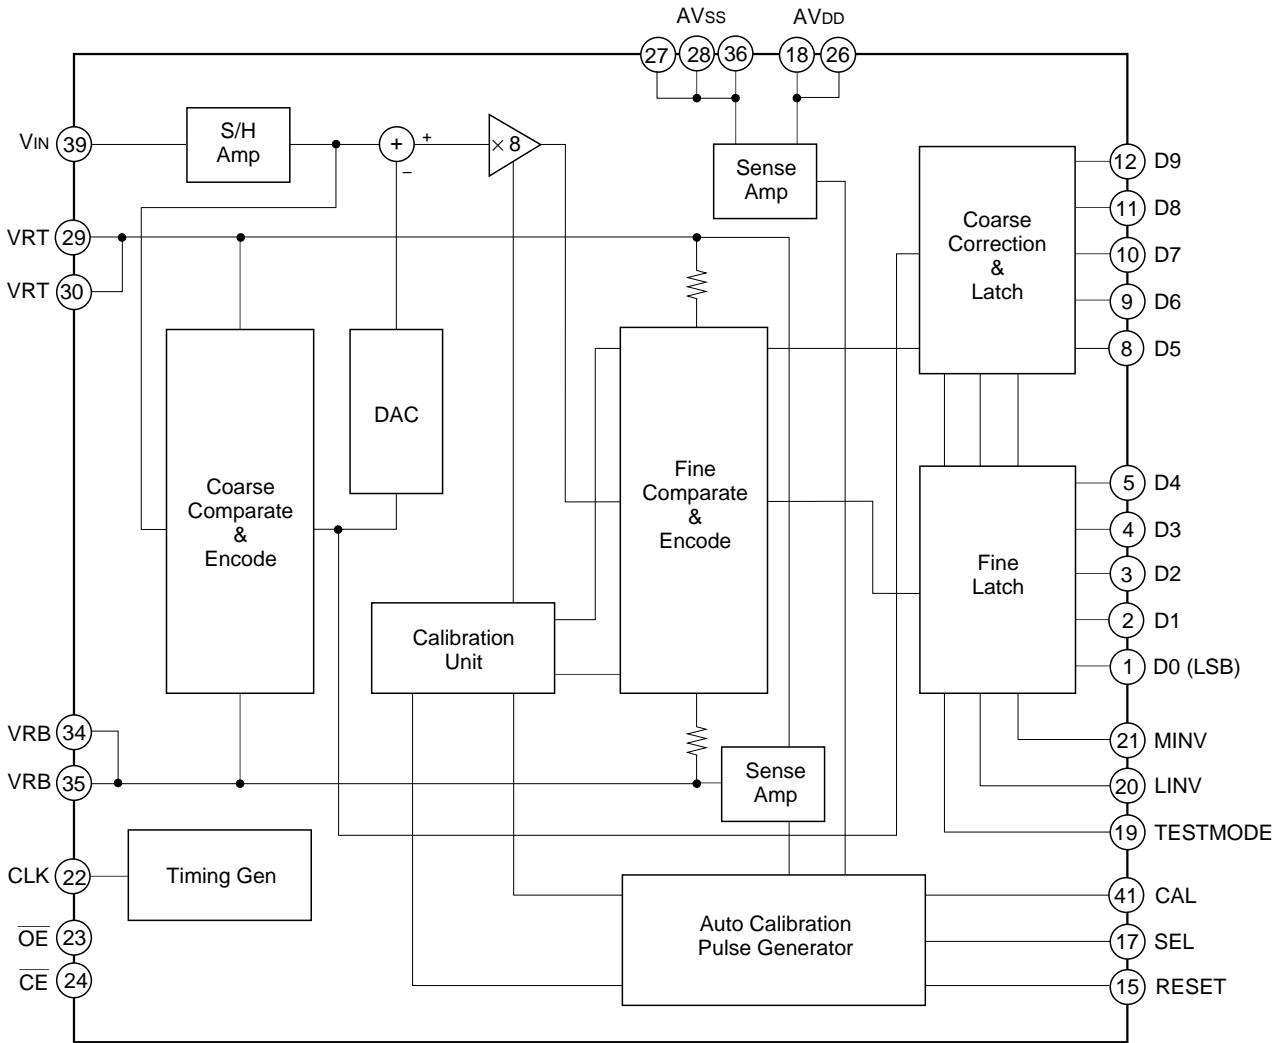 AVSS AVDD
27 28 36 18 26
VIN 39
S/H
Amp
+
+
−
× 8
Sense
Amp
12 D9
11 D8
10 D7
9 D6
8 D5
VRT 29
VRT 30
Coarse
Correction
&
Latch
DAC
Coarse
Comparate
&
Encode
Fine
Comparate
&
Encode
5 D4
4 D3
3 D2
2 D1
1 D0 (LSB)
Fine
Latch
Calibration
Unit
VRB 34
VRB 35
Sense
Amp
21 MINV
20 LINV
19 TESTMODE
CLK 22
Timing Gen
OE 23
CE 24
Auto Calibration
Pulse Generator
41 CAL
17 SEL
15 RESET